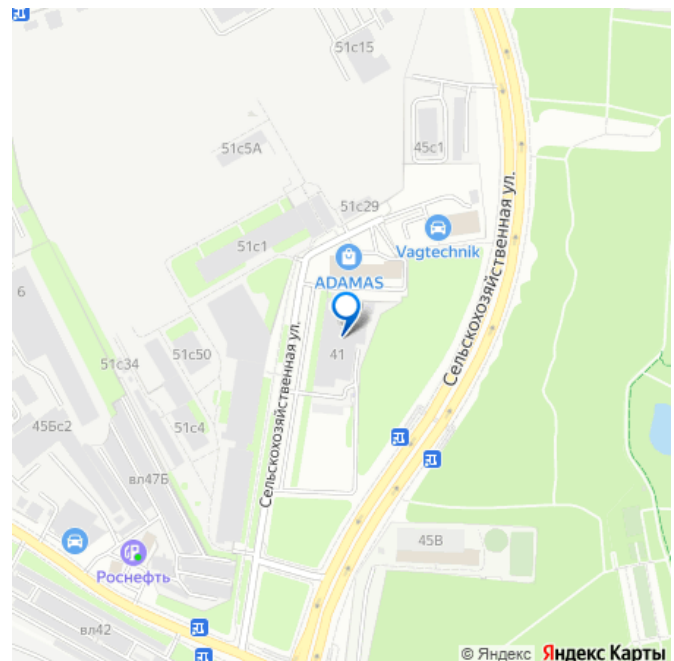 51с15
51с5А
45с1
51с29
51с1
Vagtechnik
ADAMAS
Сельскохозяйственная ул.
6
51с50
51с34
41
Сельскохозяйственная ул.
45Бс2
51с4
вл47Б
45В
Роснефть
вл42
© Яндекс Яндекс Карты